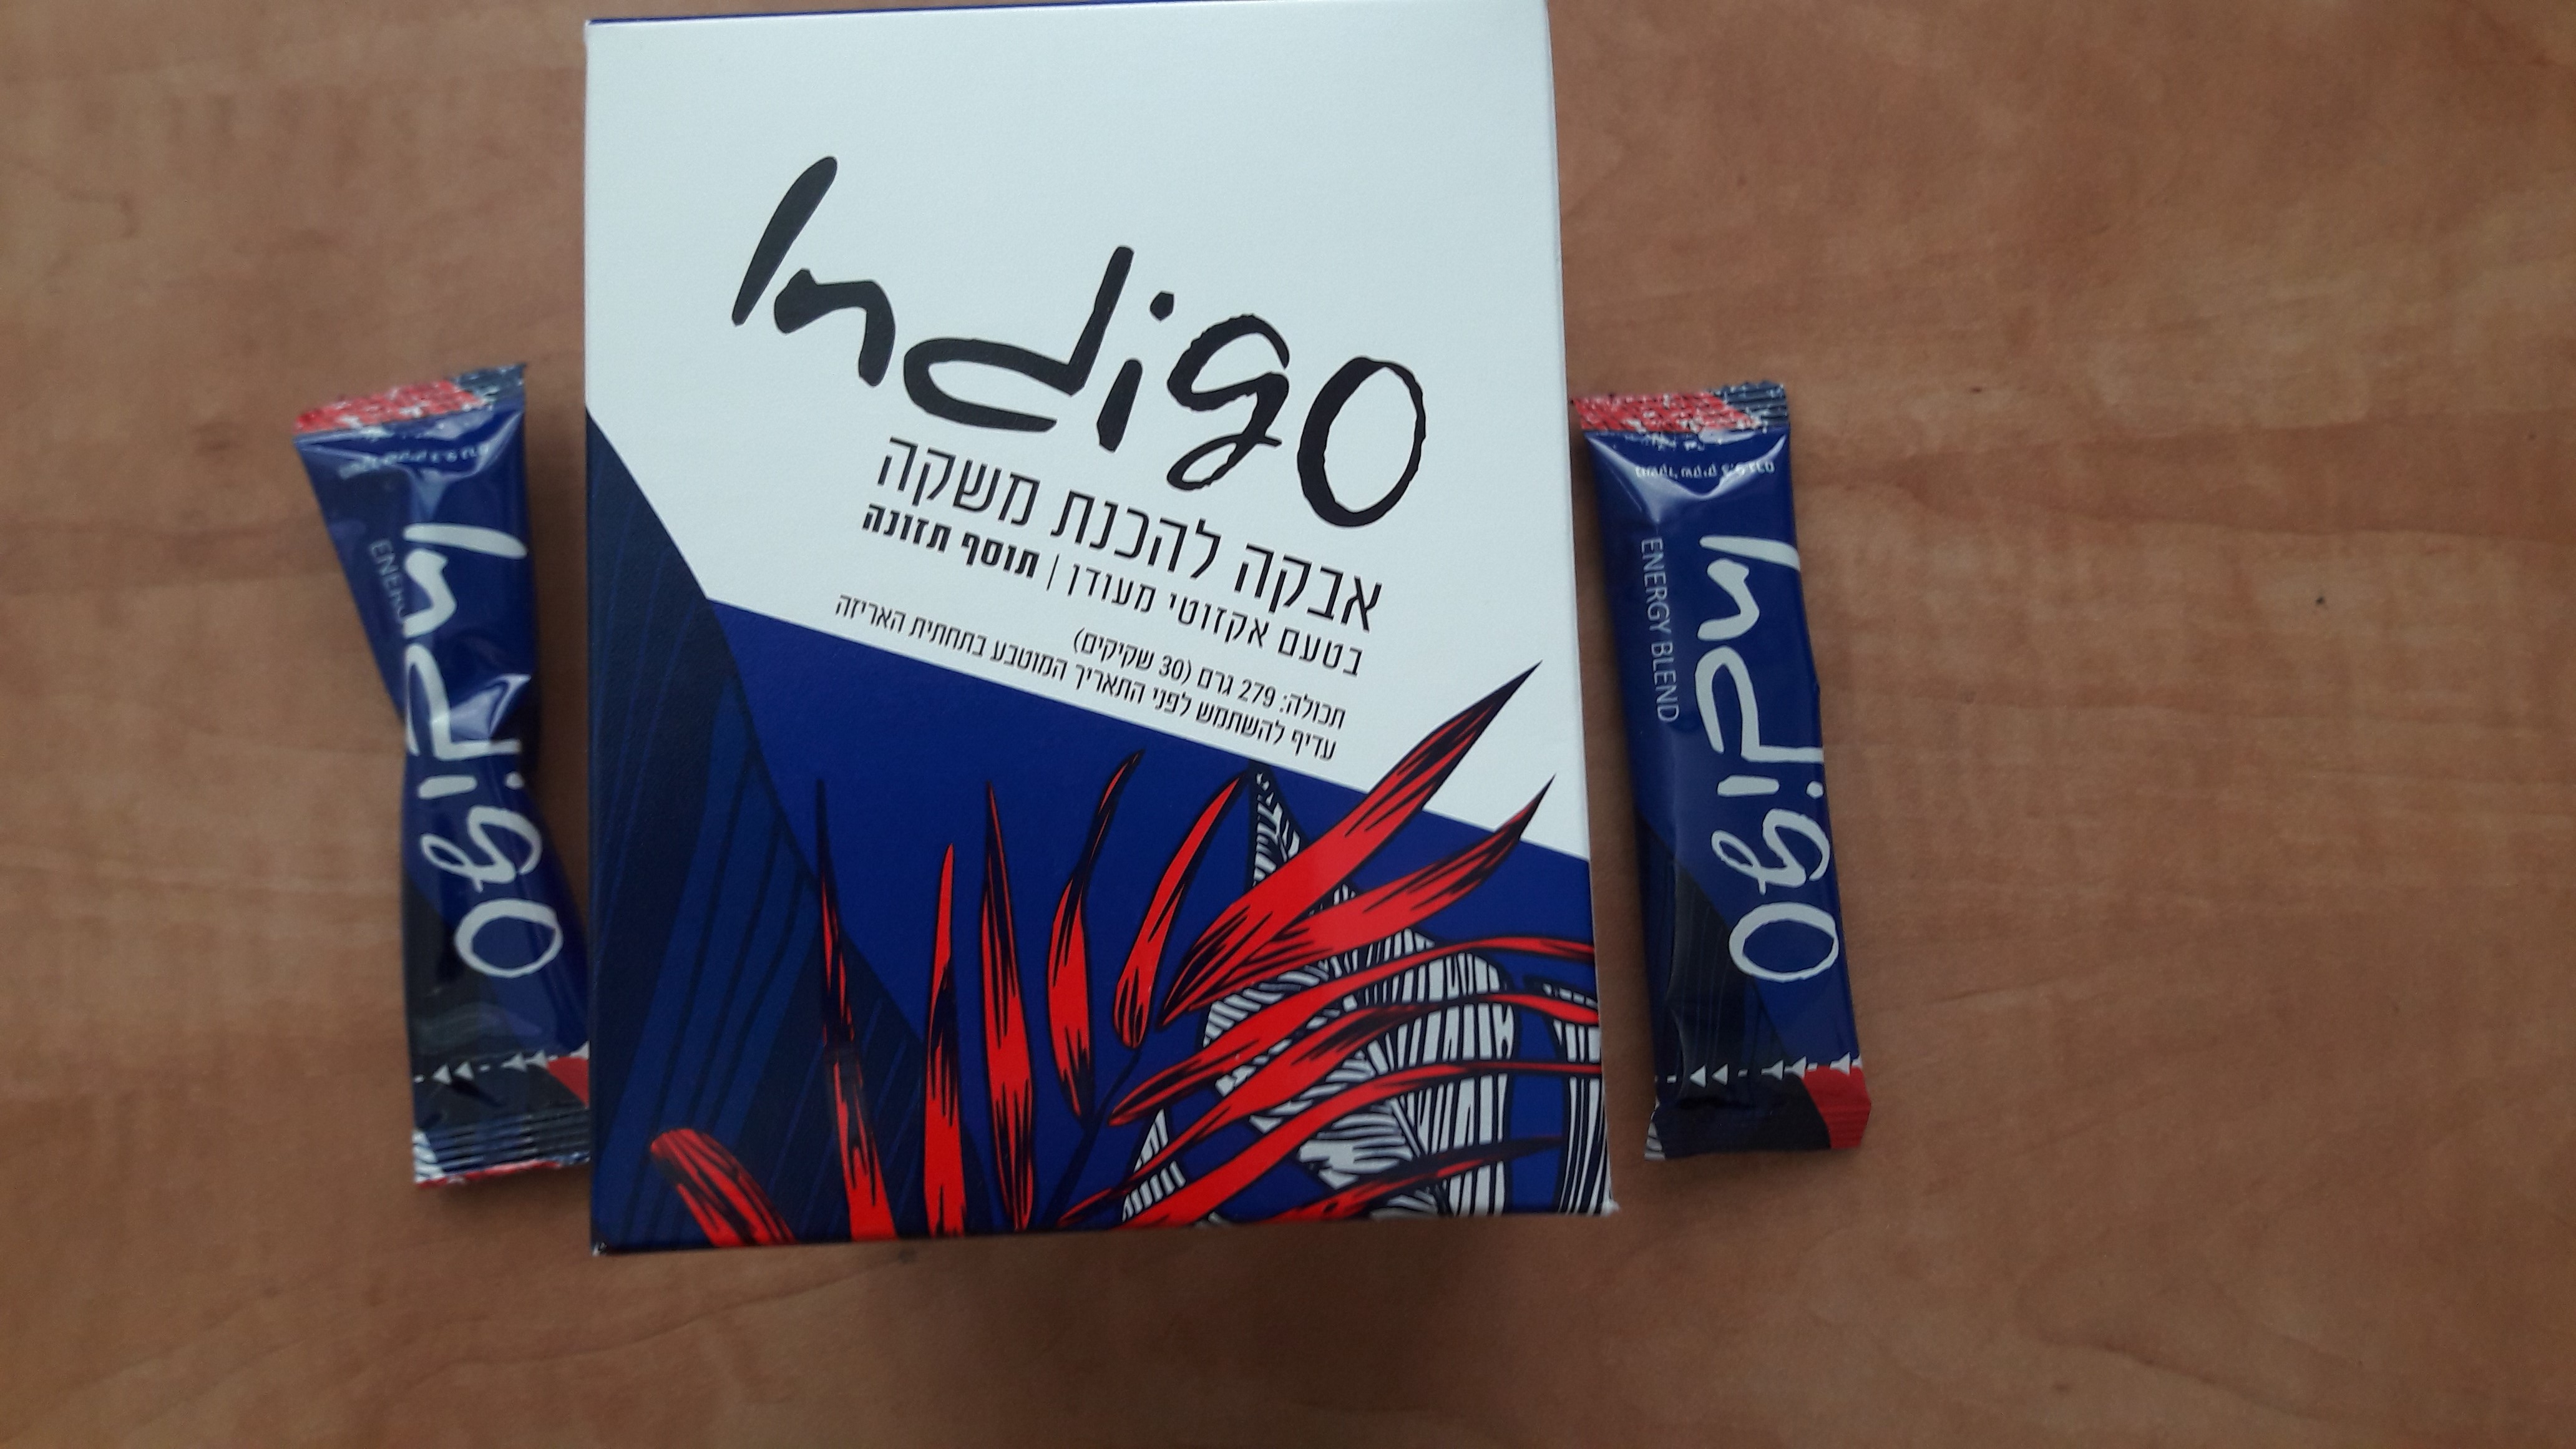 Indigo
אבקה להכנת משקה
בטעם אקזוטי מעודן | תוסף תזונה
תכולה: 279 גרם (30 שקיקים)
עדיף להשתמש לפני התאריך המוטבע בתחתית האריזה
Indigo
Indigo
ENERGY BLEND